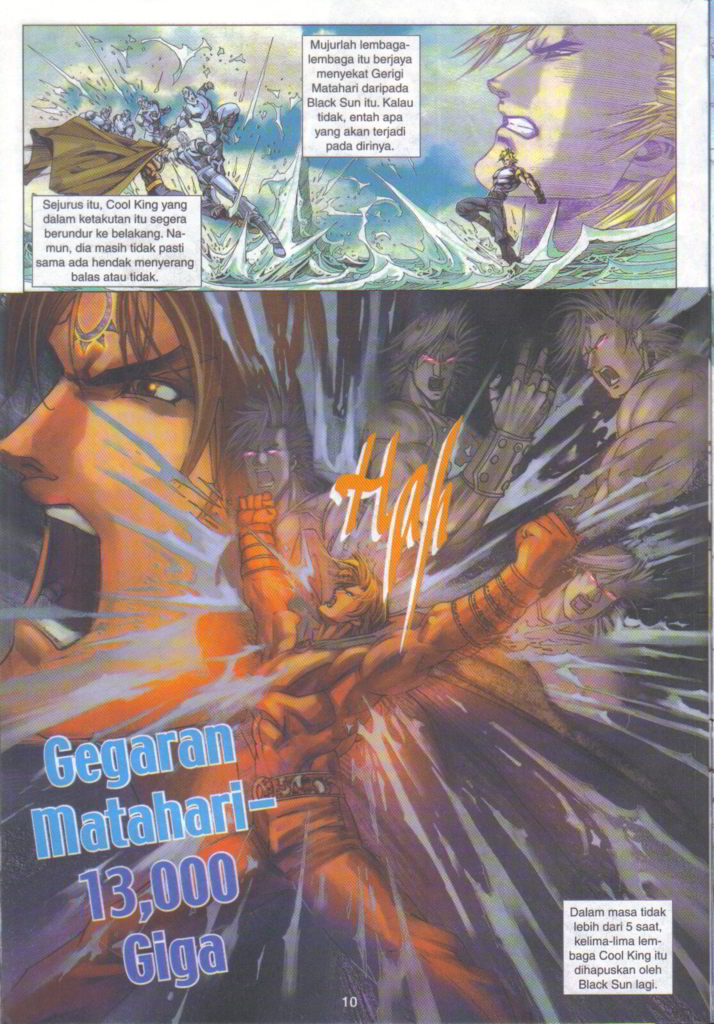 Mujurlah lembaga-
lembaga itu berjaya
menyekat Gerigi
Matahari daripada
Black Sun itu. Kalau
tidak, entah apa
yang akan terjadi
pada dirinya.
Sejurus itu, Cool King yang
dalam ketakutan itu segera
berundur ke belakang. Na-
mun, dia masih tidak pasti
sama ada hendak menyerang
balas atau tidak.
Hah
Gegaran
Matahari-
13,000
Giga
Dalam masa tidak
lebih dari 5 saat,
kelima-lima lem-
baga Cool King itu
dihapuskan oleh
Black Sun lagi.
10